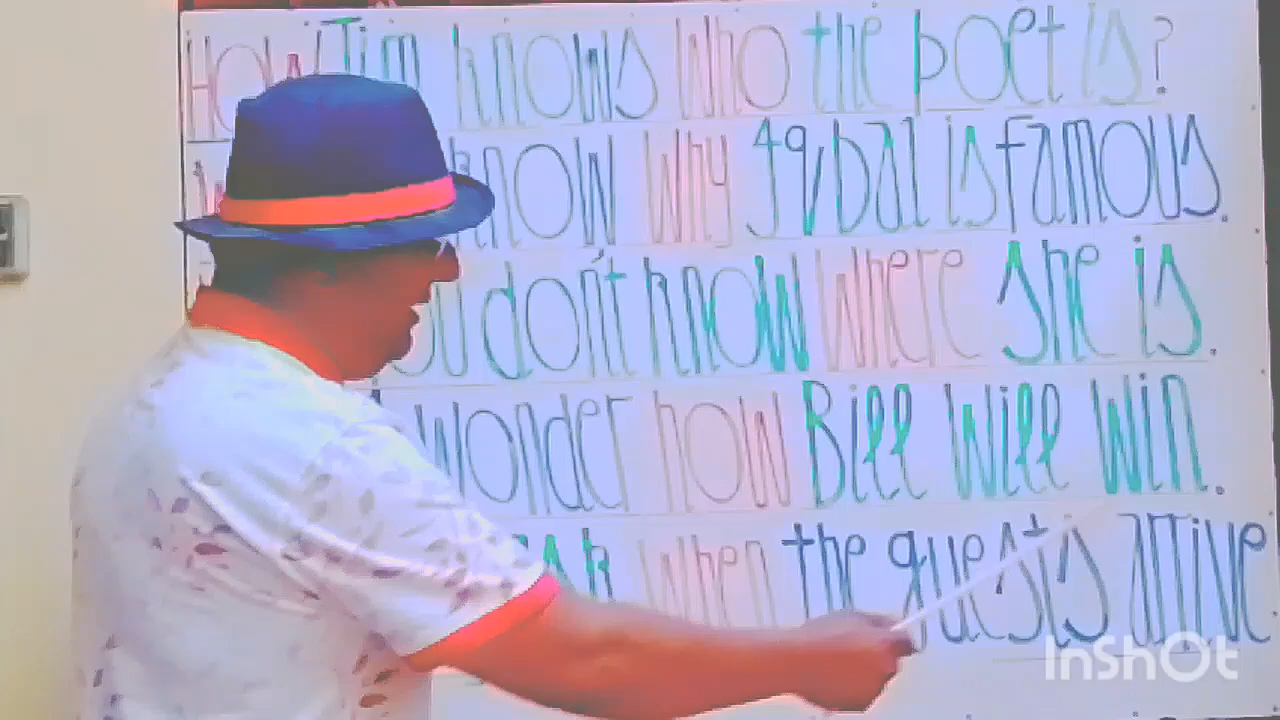 How Tim knows who the poet is?
know why Iqbal is famous.
don't know where she is.
wonder how Bill will win.
when the guests arrive
InShOt